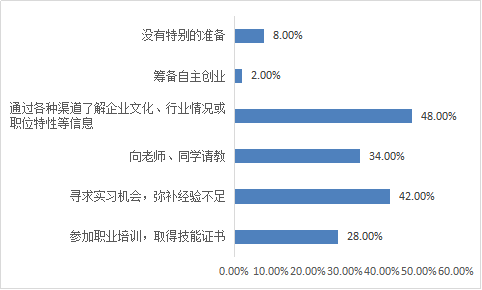 没有特别的准备
8.00%
筹备自主创业
2.00%
通过各种渠道了解企业文化、行业情况或
职位特性等信息
48.00%
向老师、同学请教
34.00%
寻求实习机会，弥补经验不足
42.00%
参加职业培训，取得技能证书
28.00%
0.00% 10.00% 20.00% 30.00% 40.00% 50.00% 60.00%